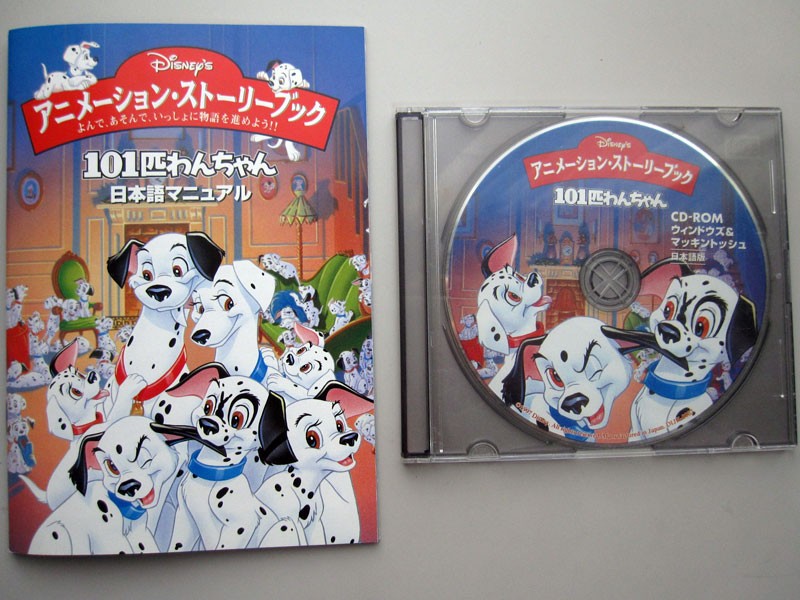 Disney's
アニメーション・ストーリーブック
よんで、あそんで、いっしょに物語を進めよう!!
101匹わんちゃん
日本語マニュアル
Disney's
アニメーション・ストーリーブック
101匹わんちゃん
CD-ROM
ウィンドウズ&
マッキントッシュ
日本語版